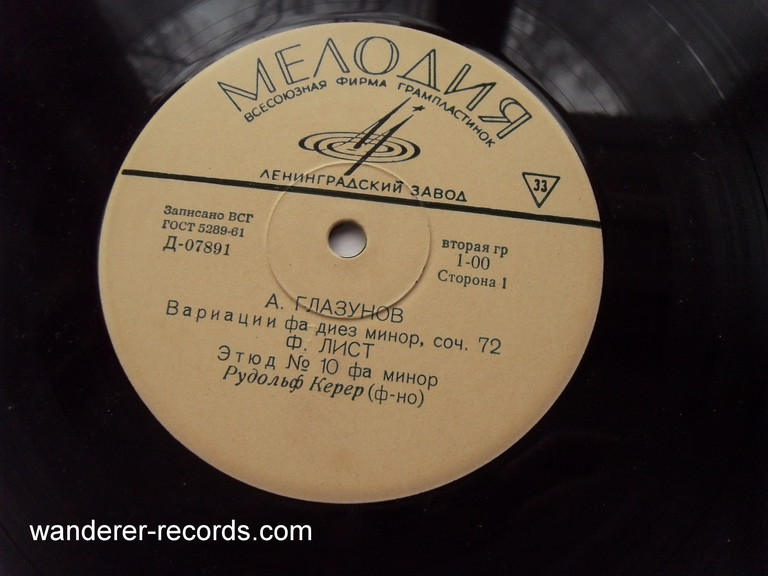 МЕЛОДИЯ
ВСЕСОЮЗНАЯ ФИРМА ГРАМПЛАСТИНОК
ЛЕНИНГРАДСКИЙ ЗАВОД
33
Записано ВСГ
ГОСТ 5289-61
Д-07891
вторая гр
1-00
Сторона 1
А. ГЛАЗУНОВ
Вариации фа диез минор, соч. 72
Ф. ЛИСТ
Этюд № 10 фа минор
Рудольф Керер (ф-но)
wanderer-records.com